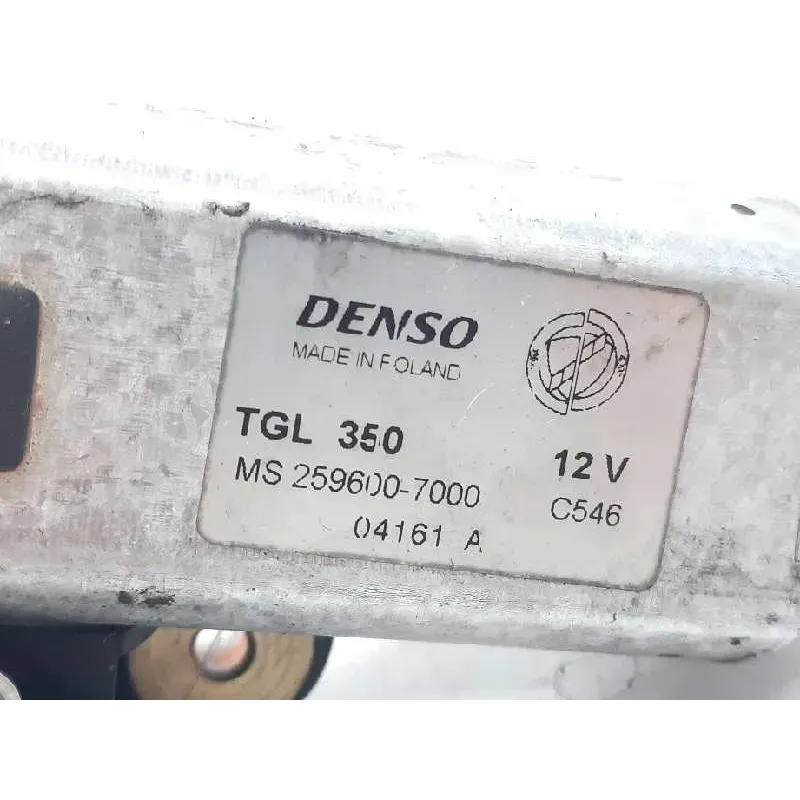 DENSO
MADE IN POLAND
TGL 350
12 V
MS 259600-7000
C546
04161 A